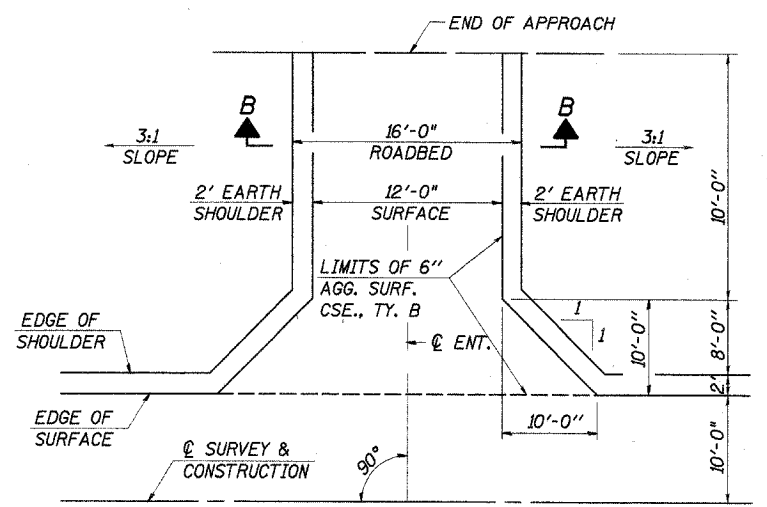 END OF APPROACH
B
B
3:1
SLOPE
16'-0"
ROADBED
3:1
SLOPE
2' EARTH
SHOULDER
12'-0"
SURFACE
2' EARTH
SHOULDER
10'-0"
LIMITS OF 6"
AGG. SURF.
CSE., TY. B
EDGE OF
SHOULDER
℄ ENT.
1
1
10'-0"
8'-0"
2'
EDGE OF
SURFACE
10'-0"
℄ SURVEY &
CONSTRUCTION
90°
10'-0"